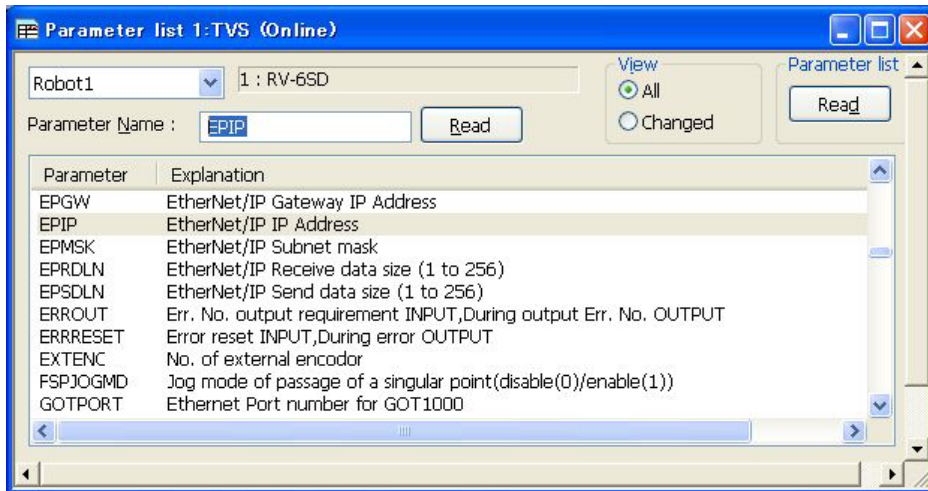 Parameter list 1:TVS (Online)
Robot1
1 : RV-6SD
View
All
Changed
Parameter list
Read
Parameter Name :
EPIP
Read
Parameter Explanation
EPGW EtherNet/IP Gateway IP Address
EPIP EtherNet/IP IP Address
EPMSK EtherNet/IP Subnet mask
EPRDLN EtherNet/IP Receive data size (1 to 256)
EPSDLN EtherNet/IP Send data size (1 to 256)
ERROUT Err. No. output requirement INPUT,During output Err. No. OUTPUT
ERRRESET Error reset INPUT,During error OUTPUT
EXTENC No. of external encodor
FSPJOGMD Jog mode of passage of a singular point(disable(0)/enable(1))
GOTPORT Ethernet Port number for GOT1000